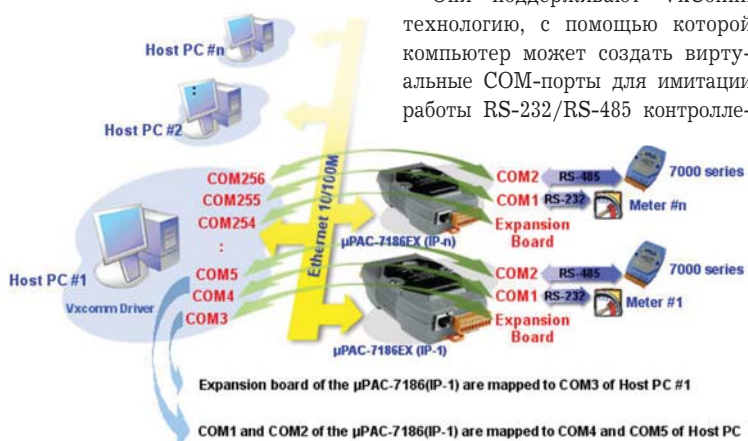 Они поддерживают VxComm
технологию, с помощью которой
компьютер может создать вирту-
альные COM-порты для имитации
работы RS-232/RS-485 контролле-
Host PC #n
Host PC #2
Host PC #1
Vxcomm Driver
COM256
COM255
COM254
:
COM5
COM4
COM3
Ethernet 10/100M
µPAC-7186EX (IP-n)
COM2
RS-485
7000 series
COM1
RS-232
Meter #n
Expansion
Board
µPAC-7186EX (IP-1)
COM2
RS-485
7000 series
COM1
RS-232
Meter #1
Expansion
Board
Expansion board of the µPAC-7186(IP-1) are mapped to COM3 of Host PC #1
COM1 and COM2 of the µPAC-7186(IP-1) are mapped to COM4 and COM5 of Host PC